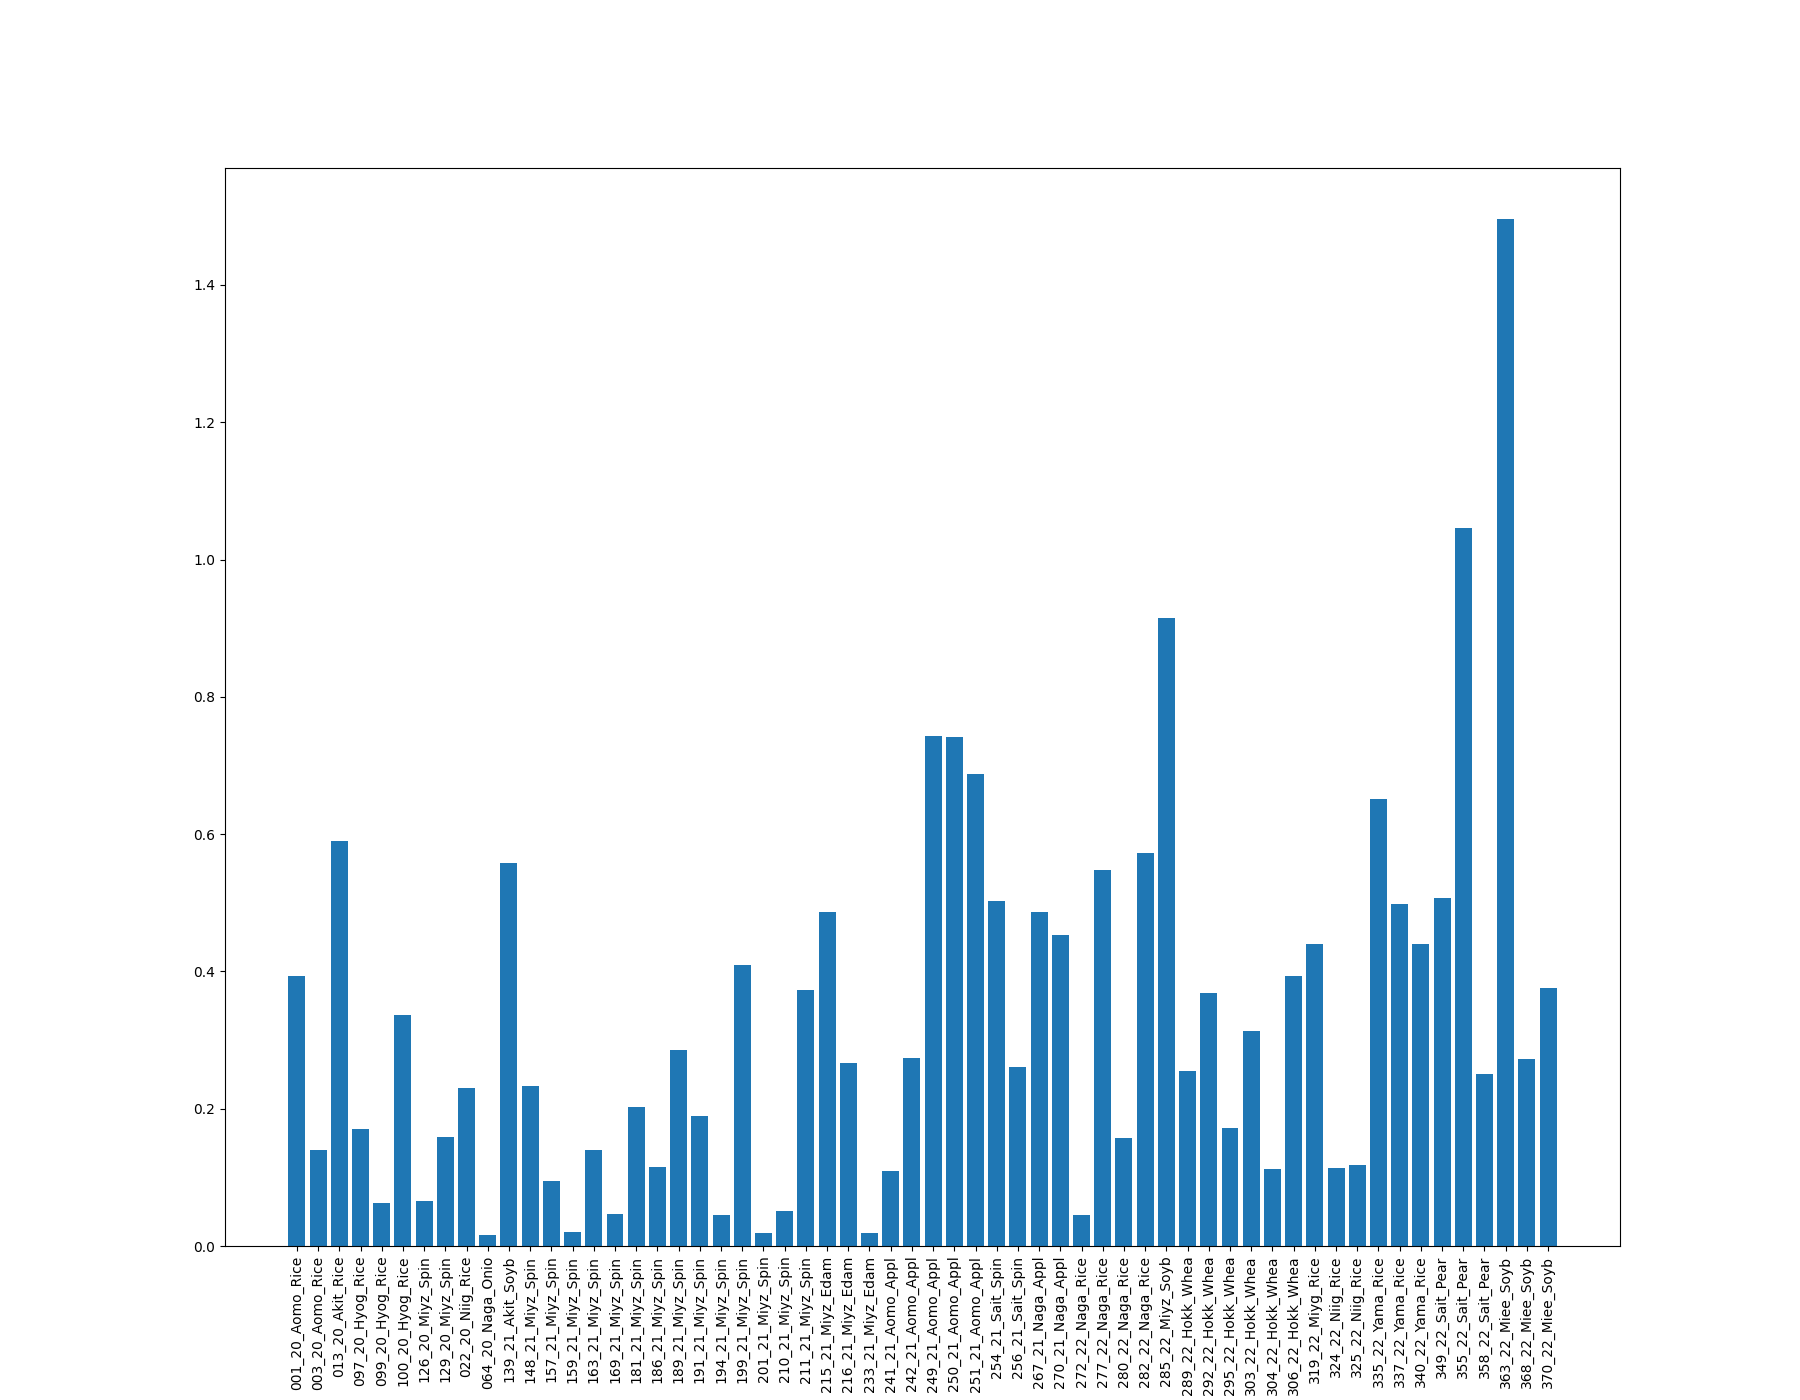 1.4
1.2
1.0
0.8
0.6
0.4
0.2
0.0
001_20_Aomo_Rice
003_20_Aomo_Rice
013_20_Akit_Rice
097_20_Hyog_Rice
099_20_Hyog_Rice
100_20_Hyog_Rice
126_20_Miyz_Spin
129_20_Miyz_Spin
022_20_Niig_Rice
064_20_Naga_Onio
139_21_Akit_Soyb
148_21_Miyz_Spin
157_21_Miyz_Spin
159_21_Miyz_Spin
163_21_Miyz_Spin
169_21_Miyz_Spin
181_21_Miyz_Spin
186_21_Miyz_Spin
189_21_Miyz_Spin
191_21_Miyz_Spin
194_21_Miyz_Spin
199_21_Miyz_Spin
201_21_Miyz_Spin
210_21_Miyz_Spin
211_21_Miyz_Spin
215_21_Miyz_Edam
216_21_Miyz_Edam
233_21_Miyz_Edam
241_21_Aomo_Appl
242_21_Aomo_Appl
249_21_Aomo_Appl
250_21_Aomo_Appl
251_21_Aomo_Appl
254_21_Sait_Spin
256_21_Sait_Spin
267_21_Naga_Appl
270_21_Naga_Appl
272_22_Naga_Rice
277_22_Naga_Rice
280_22_Naga_Rice
282_22_Naga_Rice
285_22_Miyz_Soyb
289_22_Hokk_Whea
292_22_Hokk_Whea
295_22_Hokk_Whea
303_22_Hokk_Whea
304_22_Hokk_Whea
306_22_Hokk_Whea
319_22_Miyg_Rice
324_22_Niig_Rice
325_22_Niig_Rice
335_22_Yama_Rice
337_22_Yama_Rice
340_22_Yama_Rice
349_22_Sait_Pear
355_22_Sait_Pear
358_22_Sait_Pear
363_22_Miee_Soyb
368_22_Miee_Soyb
370_22_Miee_Soyb